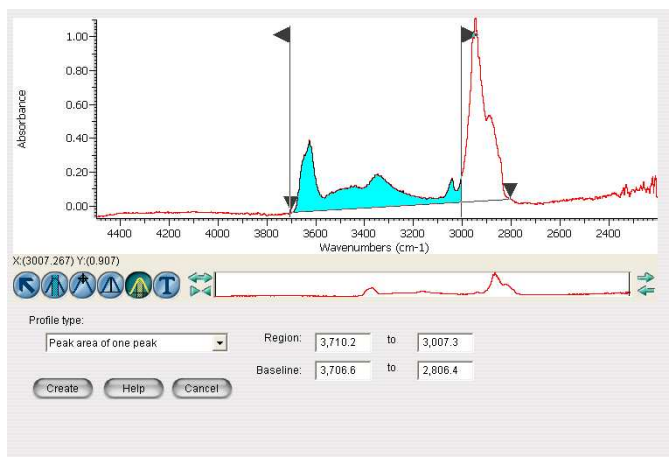 1.00
0.80
0.60
0.40
0.20
0.00
Absorbance
4400 4200 4000 3800 3600 3400 3200 3000 2800 2600 2400
Wavenumbers (cm-1)
X:(3007.267) Y:(0.907)
T
Profile type:
Peak area of one peak
Region: 3,710.2 to 3,007.3
Baseline: 3,706.6 to 2,806.4
Create Help Cancel